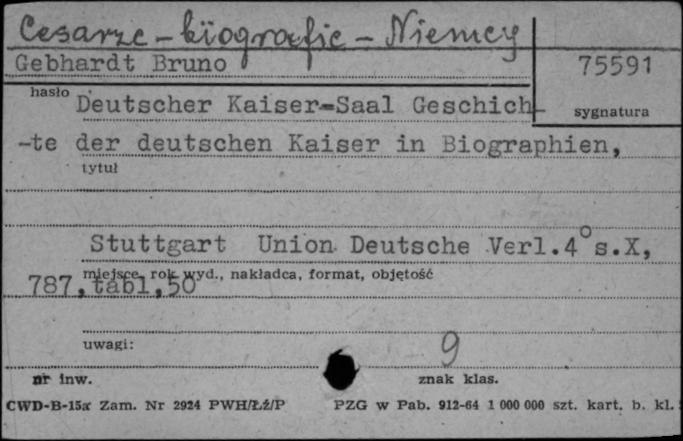 Cesarze - biografie - Niemcy
Gebhardt Bruno
75591
hasło
Deutscher Kaiser-Saal Geschich-
sygnatura
-te der deutschen Kaiser in Biographien,
tytuł
Stuttgart Union Deutsche Verl.4° s.X,
miejsce, rok wyd., nakładca, format, objętość
787, tabl, 50
uwagi:
9
nr inw.
znak klas.
CWD-B-15a Zam. Nr 2924 PWH/Łź/P PZG w Pab. 912-64 1 000 000 szt. kart. b. kl.